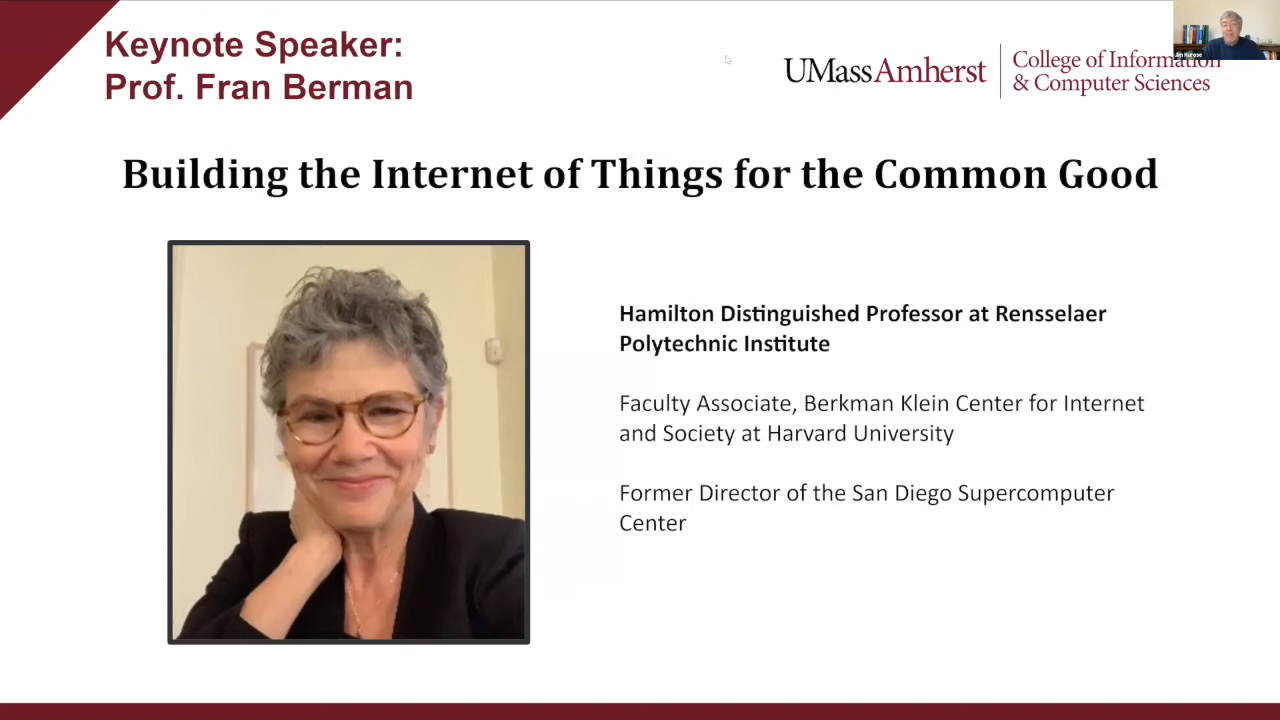 Keynote Speaker:
Prof. Fran Berman
UMassAmherst
College of Information
& Computer Sciences
Jim Kurose
Building the Internet of Things for the Common Good
Hamilton Distinguished Professor at Rensselaer
Polytechnic Institute
Faculty Associate, Berkman Klein Center for Internet
and Society at Harvard University
Former Director of the San Diego Supercomputer
Center